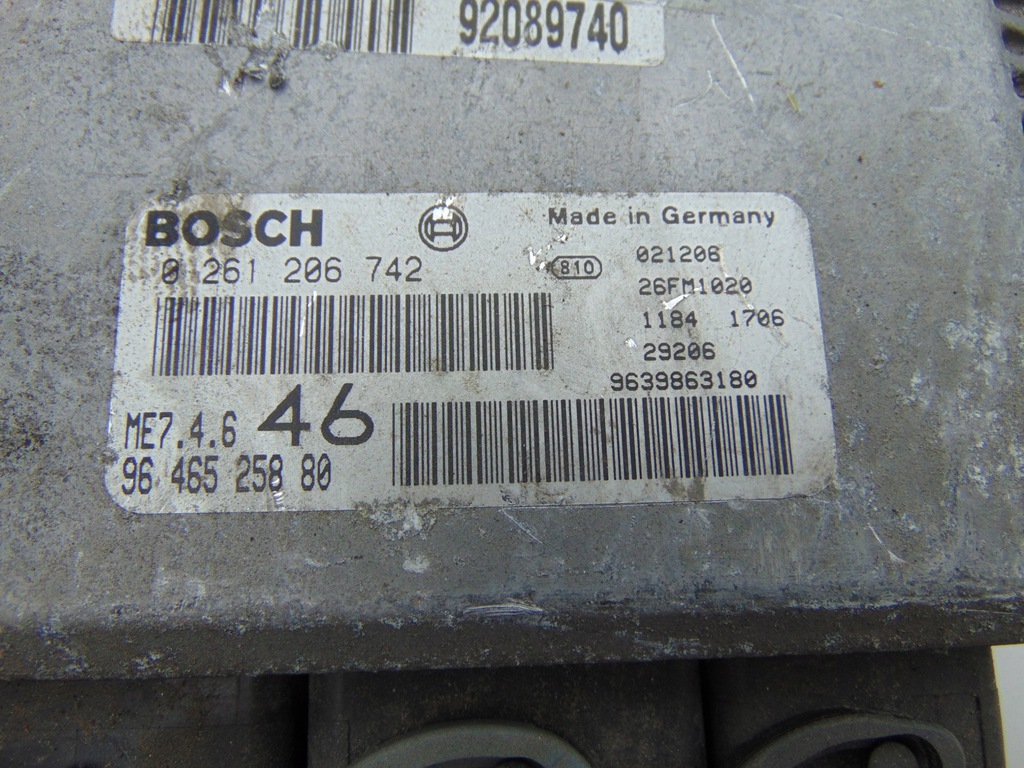 92089740
BOSCH
Made in Germany
0 261 206 742
810
021206
26FM1020
1184 1706
29206
9639863180
ME7.4.6 46
96 465 258 80